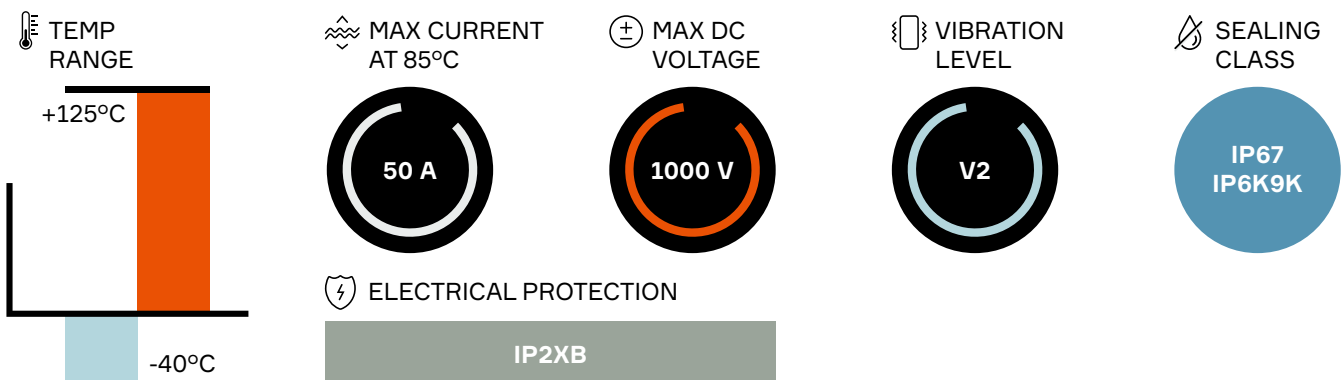 TEMP
RANGE
+125°C
-40°C
MAX CURRENT
AT 85°C
50 A
MAX DC
VOLTAGE
1000 V
VIBRATION
LEVEL
V2
SEALING
CLASS
IP67
IP6K9K
ELECTRICAL PROTECTION
IP2XB